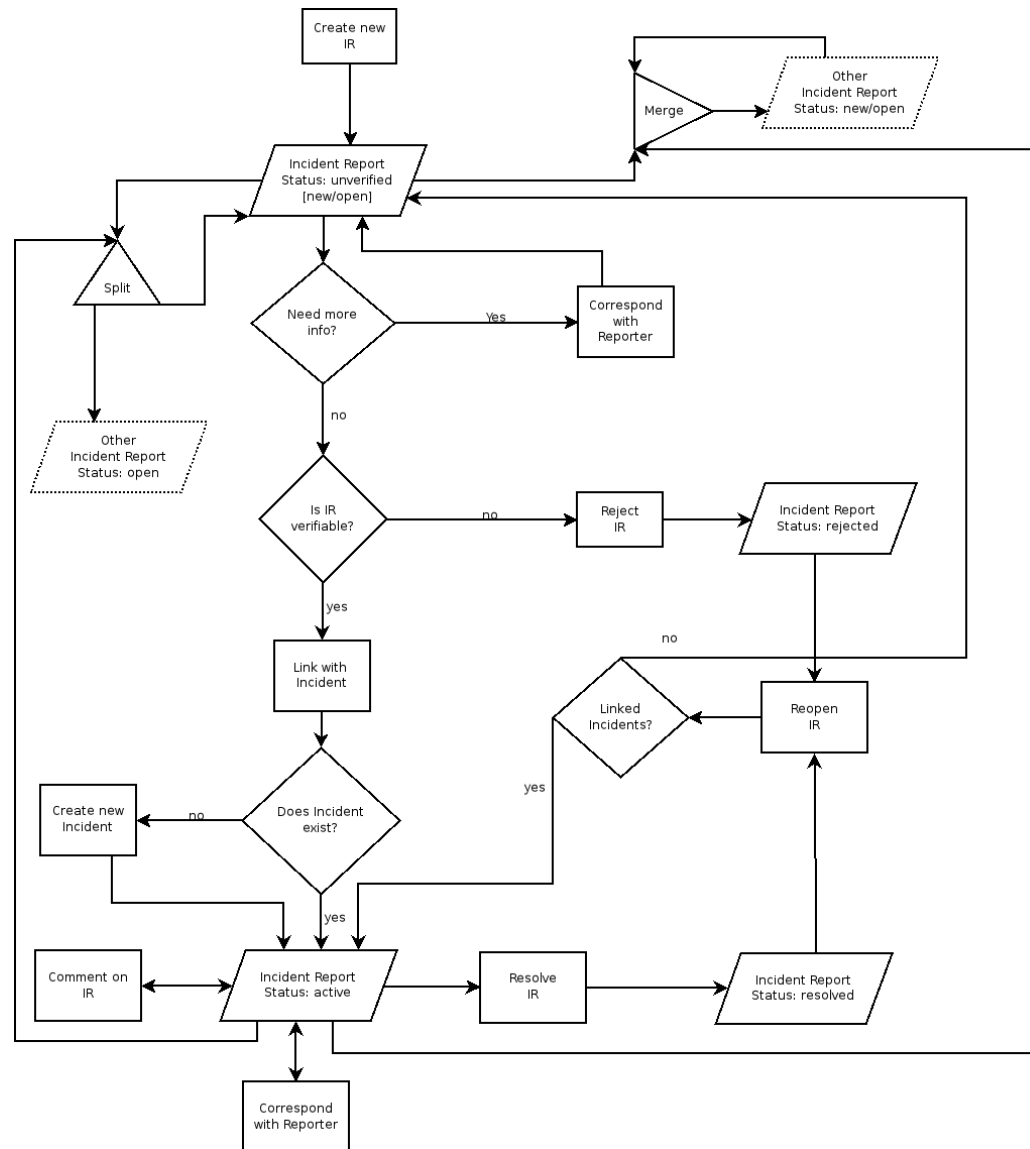 Create new
IR
Other
Incident Report
Status: new/open
Merge
Incident Report
Status: unverified
[new/open]
Split
Need more
info?
Yes
Correspond
with
Reporter
no
Other
Incident Report
Status: open
Is IR
verifiable?
no
Reject
IR
Incident Report
Status: rejected
yes
no
Link with
Incident
Linked
Incidents?
Reopen
IR
yes
Create new
Incident
no
Does Incident
exist?
yes
Comment on
IR
Incident Report
Status: active
Resolve
IR
Incident Report
Status: resolved
Correspond
with Reporter